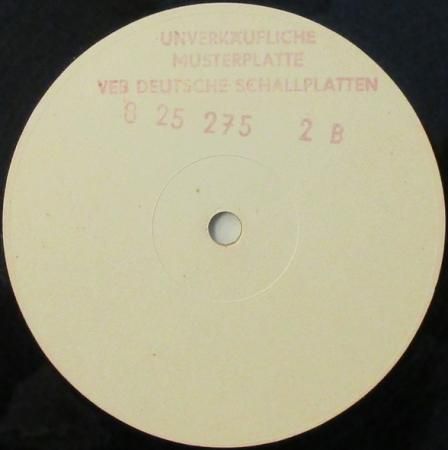 UNVERKÄUFLICHE
MUSTERPLATTE
VEB DEUTSCHE SCHALLPLATTEN
8 25 275 2 B